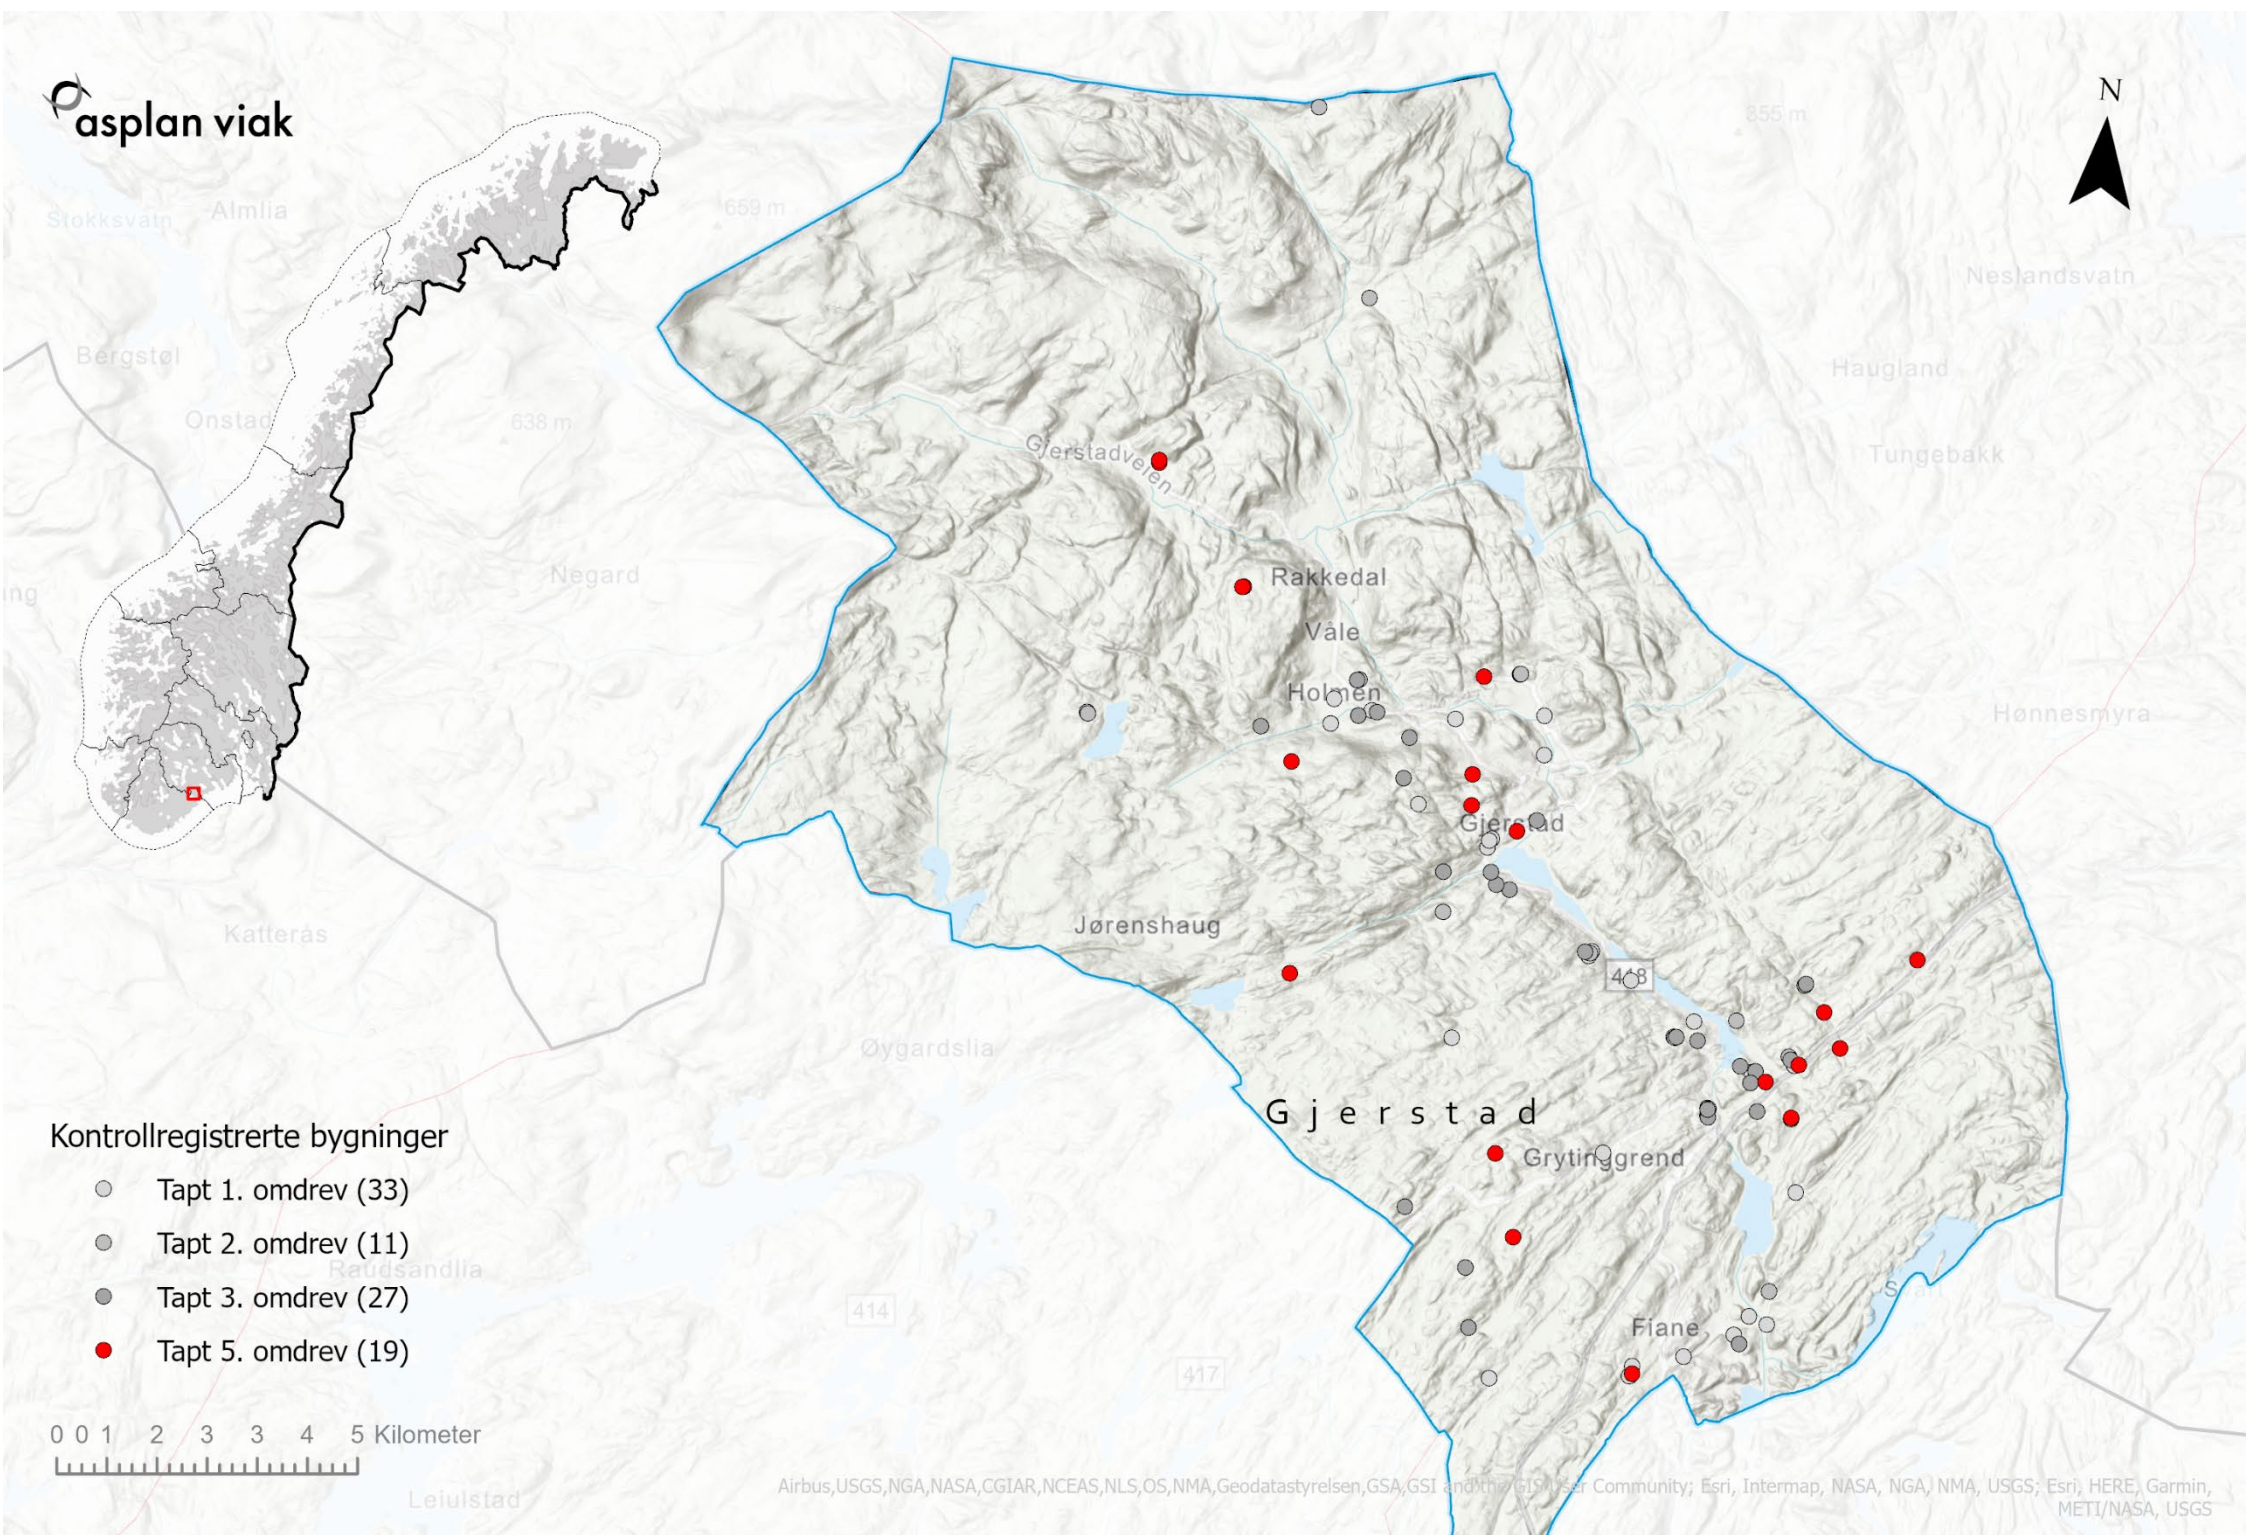 asplan viak
N
855 m
Stokksvatn
Almlia
659 m
Neslandsvatn
Bergstøl
Haugland
Onstad
638 m
Gjerstadveien
Tungebakk
Negard
Rakkedal
Våle
Holmen
Hønnesmyra
Gjerstad
Katterås
Jørenshaug
418
Øygardslia
Gjerstad
Grytinggrend
Kontrollregistrerte bygninger
Tapt 1. omdrev (33)
Tapt 2. omdrev (11)
Raudsandlia
Tapt 3. omdrev (27)
414
Fiane
Tapt 5. omdrev (19)
417
0 0 1 2 3 3 4 5 Kilometer
Leiulstad
Airbus,USGS,NGA,NASA,CGIAR,NCEAS,NLS,OS,NMA,Geodatastyrelsen,GSA,GSI and the GIS User Community; Esri, Intermap, NASA, NGA, NMA, USGS; Esri, HERE, Garmin,
METI/NASA, USGS